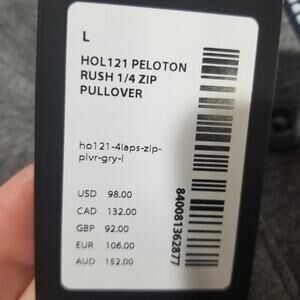 L
HOL121 PELOTON
RUSH 1/4 ZIP
PULLOVER
ho121-4laps-zip-
plvr-gry-l
USD 98.00
CAD 132.00
GBP 92.00
EUR 106.00
AUD 152.00
840081362877